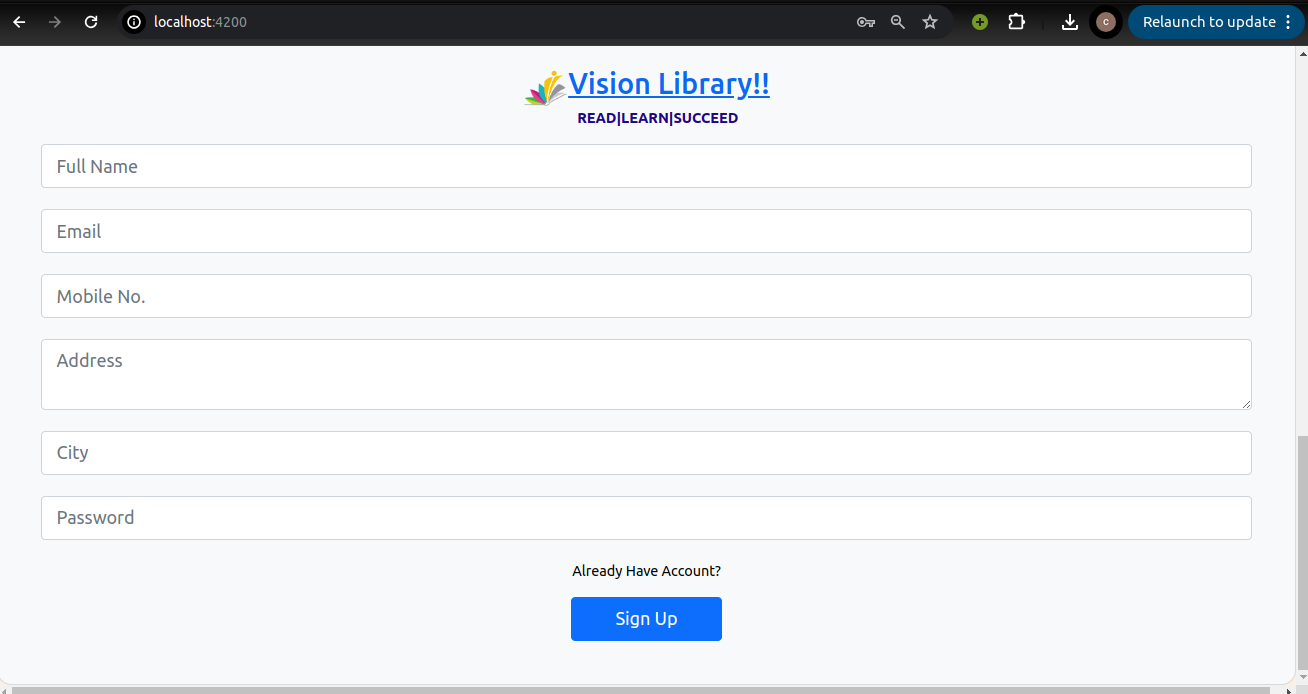 localhost:4200
c
Relaunch to update
Vision Library!!
READ|LEARN|SUCCEED
Full Name
Email
Mobile No.
Address
City
Password
Already Have Account?
Sign Up